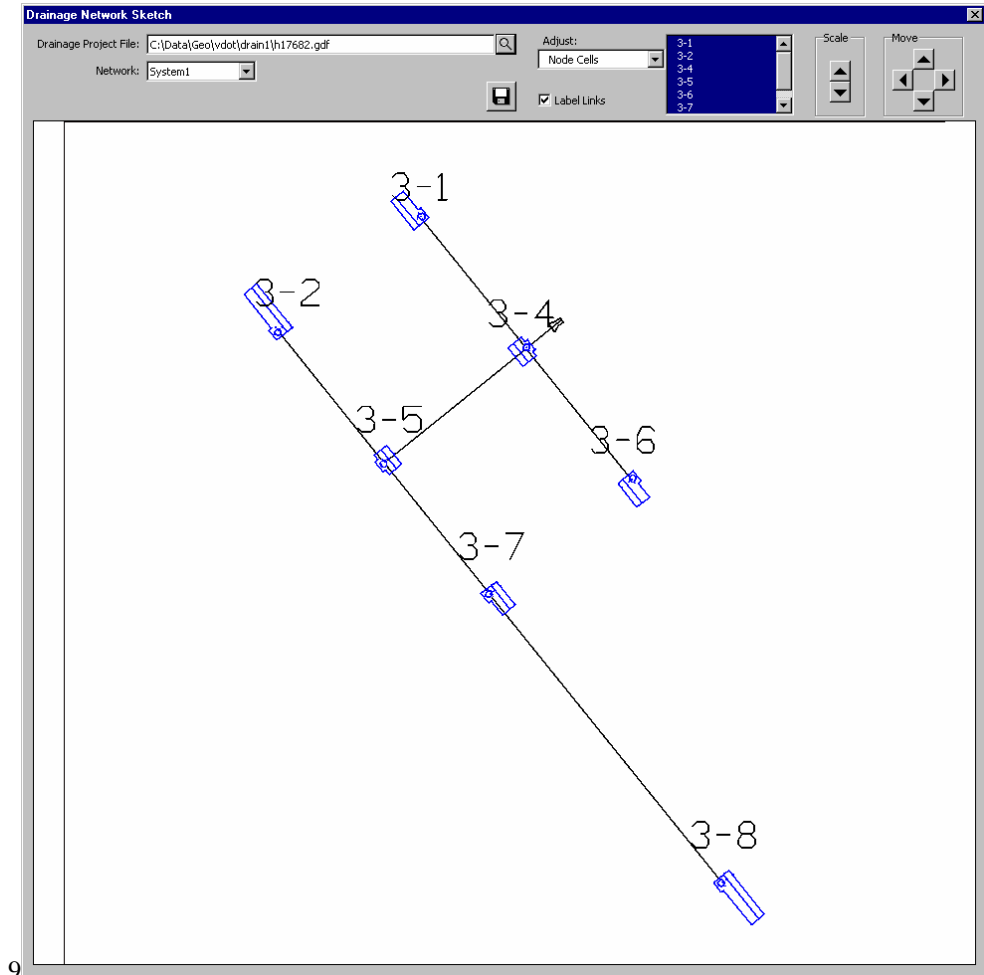 Drainage Network Sketch
Drainage Project File: C:\Data\Geo\vdot\drain1\h17682.gdf
Network: System1
Adjust:
Node Cells
Label Links
3-1
3-2
3-4
3-5
3-6
3-7
Scale
Move
3-1
3-2
3-4
3-5
3-6
3-7
3-8
9